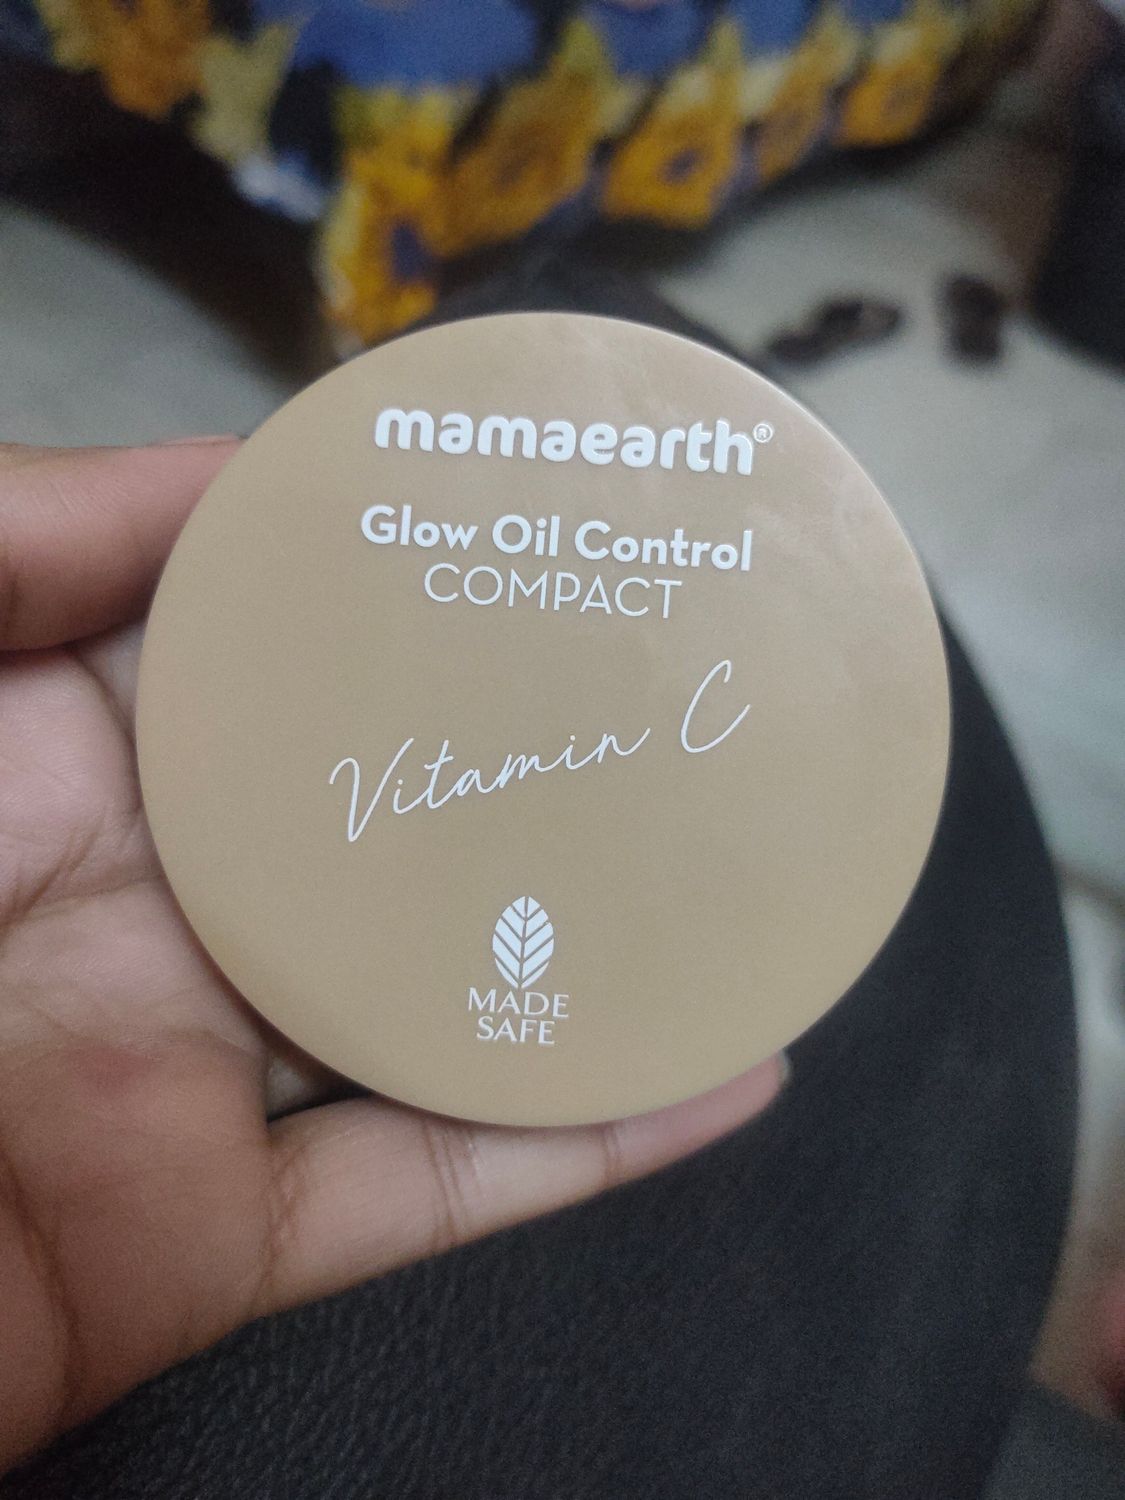 mamaearth®
Glow Oil Control
COMPACT
Vitamin C
MADE
SAFE